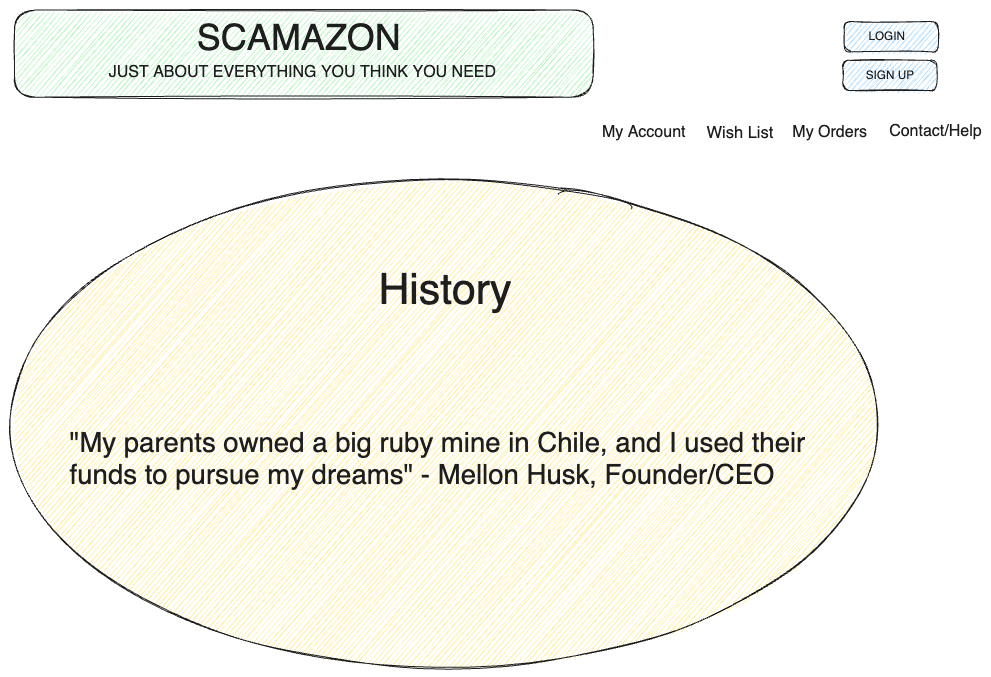 SCAMAZON
JUST ABOUT EVERYTHING YOU THINK YOU NEED
LOGIN
SIGN UP
My Account Wish List My Orders Contact/Help
History
"My parents owned a big ruby mine in Chile, and I used their
funds to pursue my dreams" - Mellon Husk, Founder/CEO